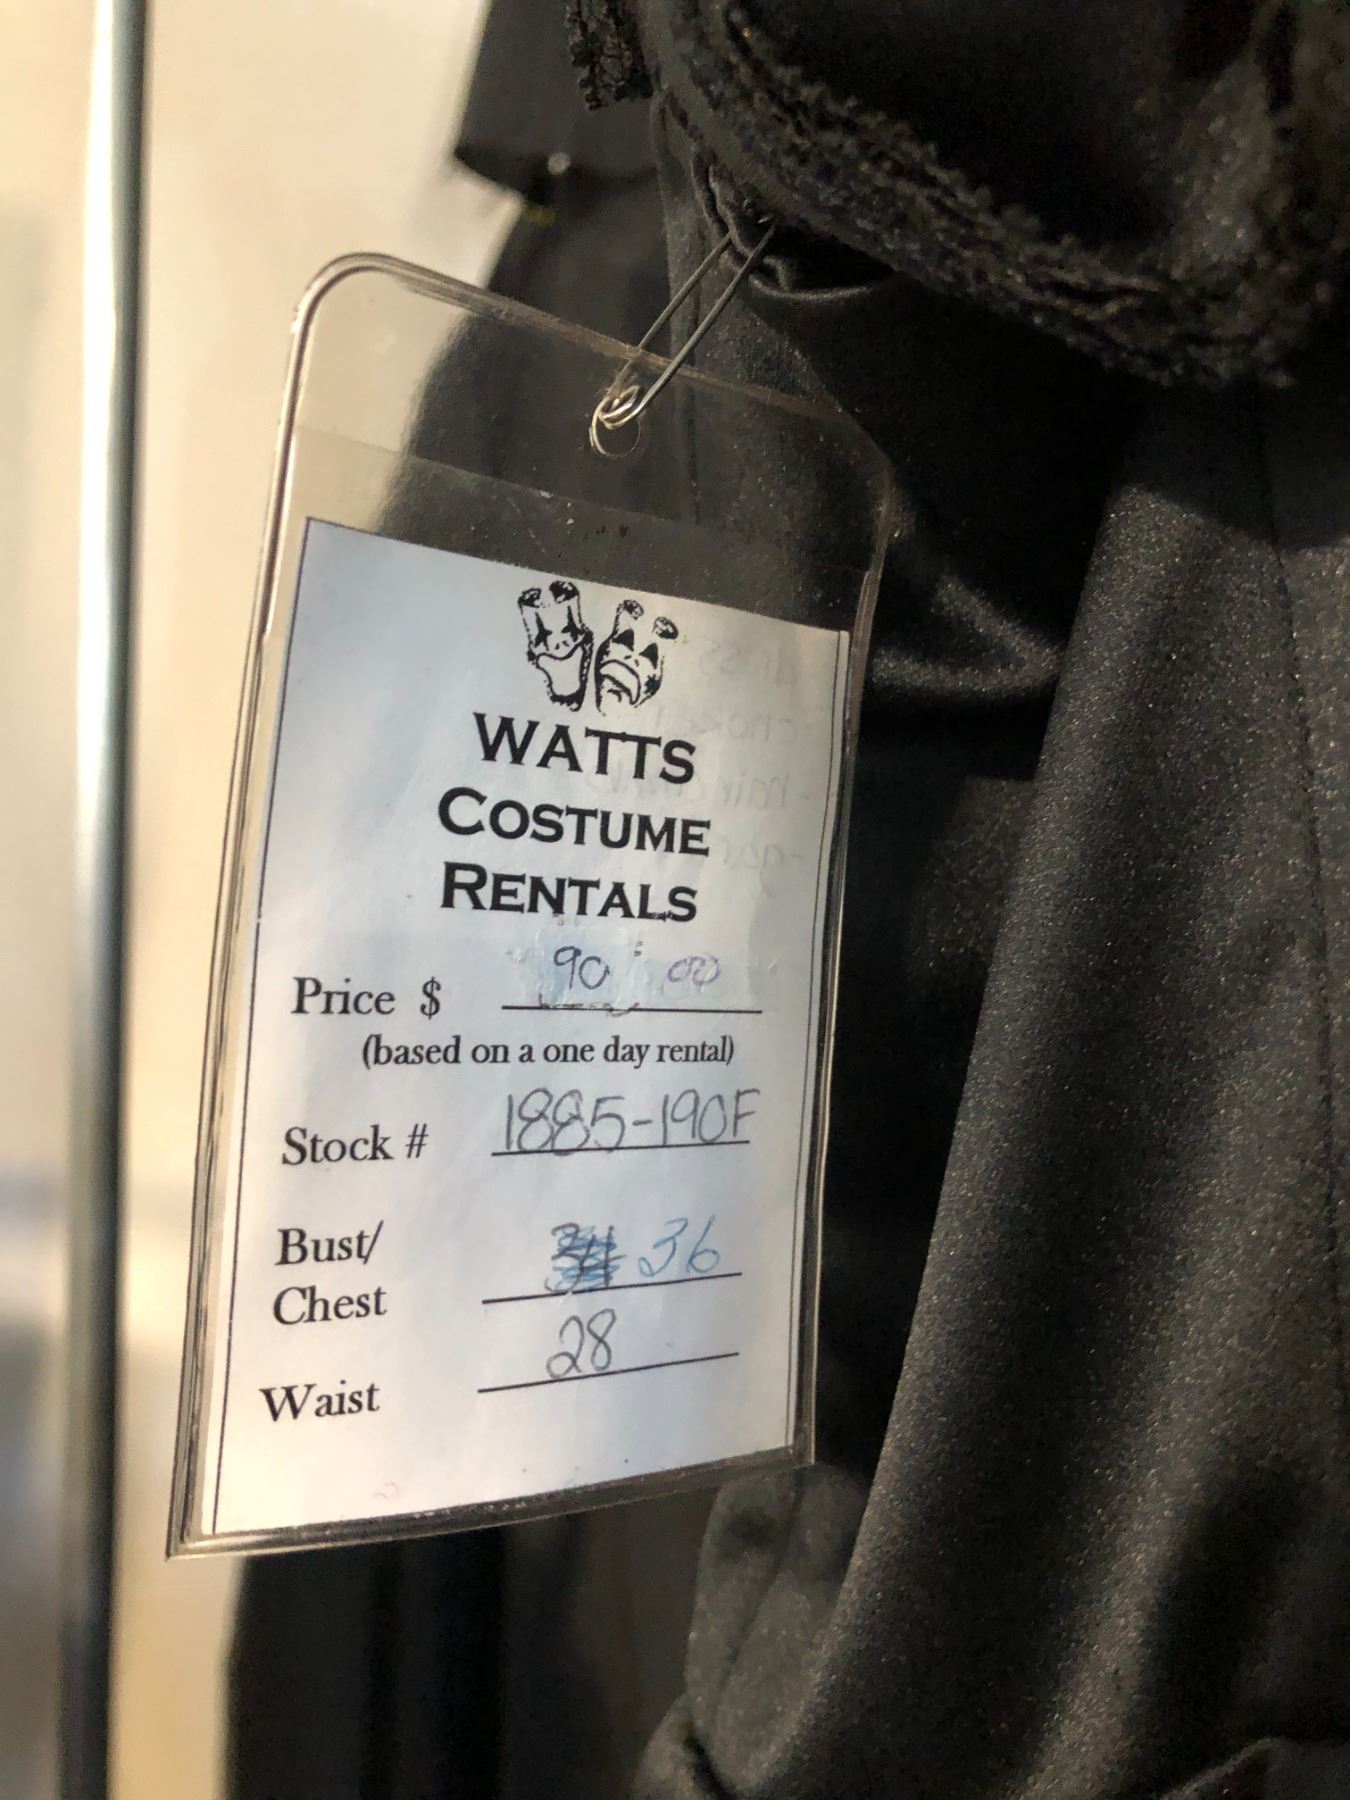 WATTS
COSTUME
RENTALS
Price $ 90 00
(based on a one day rental)
Stock # 1885-190F
Bust/
Chest 36
Waist 28